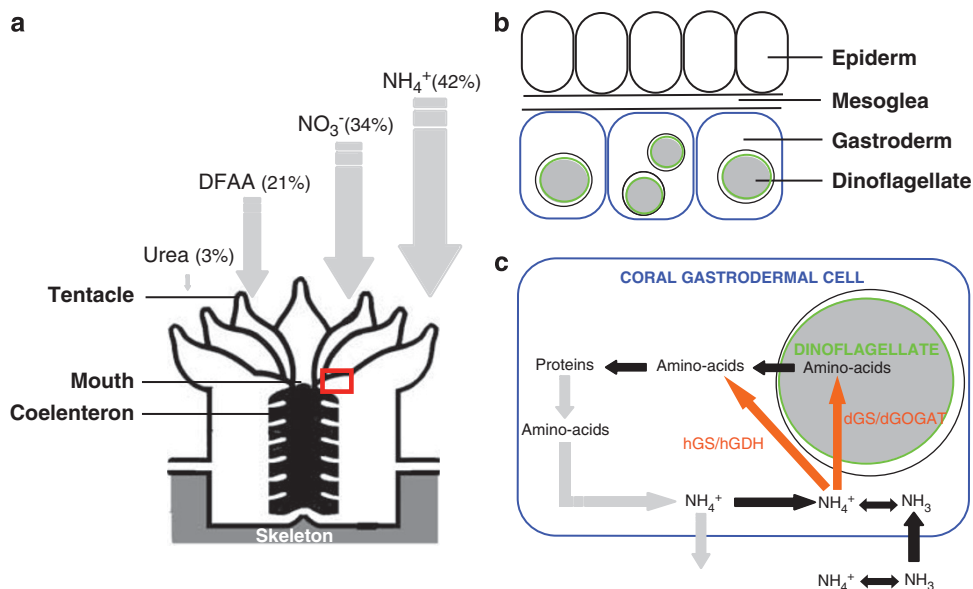 a
NH₄⁺ (42%)
NO₃⁻ (34%)
DFAA (21%)
Urea (3%)
Tentacle
Mouth
Coelenteron
Skeleton
b
Epiderm
Mesoglea
Gastroderm
Dinoflagellate
c
CORAL GASTRODERMAL CELL
DINOFLAGELLATE
Proteins
Amino-acids
Amino-acids
Amino-acids
hGS/hGDH
dGS/dGOGAT
NH₄⁺
NH₄⁺
NH₃
NH₄⁺
NH₃